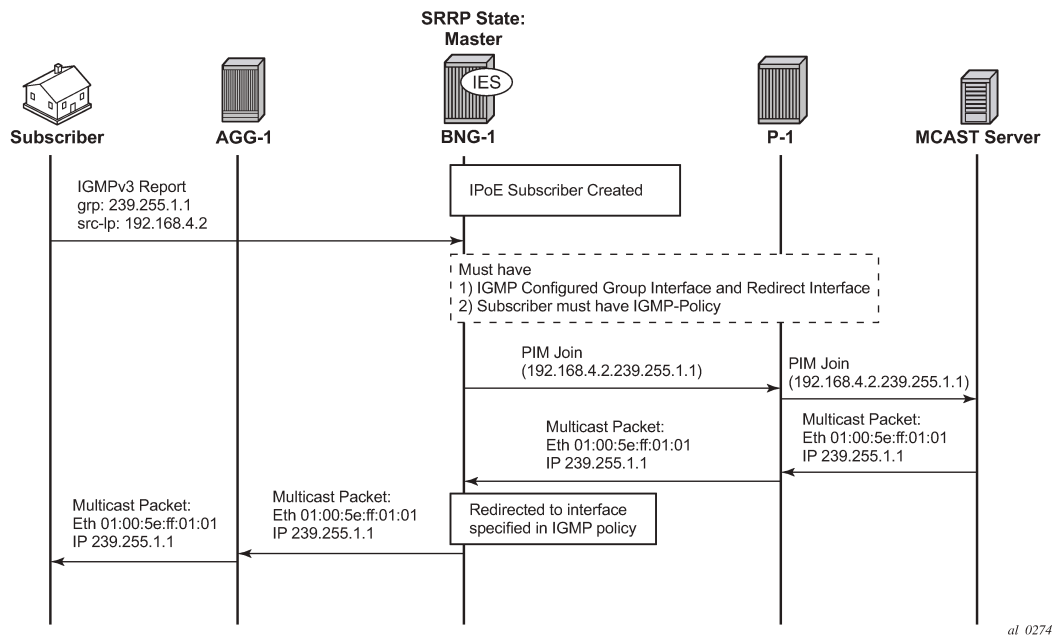 SRRP State:
Master
IES
Subscriber
AGG-1
BNG-1
P-1
MCAST Server
IGMPv3 Report
grp: 239.255.1.1
src-lp: 192.168.4.2
IPoE Subscriber Created
Must have
1) IGMP Configured Group Interface and Redirect Interface
2) Subscriber must have IGMP-Policy
PIM Join
(192.168.4.2.239.255.1.1)
PIM Join
(192.168.4.2.239.255.1.1)
Multicast Packet:
Eth 01:00:5e:ff:01:01
IP 239.255.1.1
Multicast Packet:
Eth 01:00:5e:ff:01:01
IP 239.255.1.1
Redirected to interface
specified in IGMP policy
Multicast Packet:
Eth 01:00:5e:ff:01:01
IP 239.255.1.1
Multicast Packet:
Eth 01:00:5e:ff:01:01
IP 239.255.1.1
al_0274